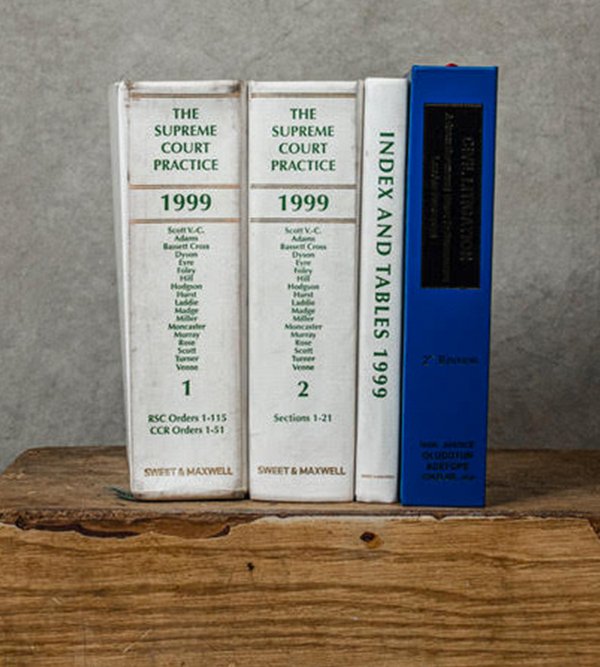 THE
SUPREME
COURT
PRACTICE
1999
Scott V.-C.
Adams
Bassett Cross
Dyson
Eyre
Foley
Hill
Hodgson
Hurst
Laddie
Madge
Miller
Moncaster
Murray
Rose
Scott
Turner
Venne
1
RSC Orders 1-115
CCR Orders 1-51
SWEET & MAXWELL
THE
SUPREME
COURT
PRACTICE
1999
Scott V.-C.
Adams
Bassett Cross
Dyson
Eyre
Foley
Hill
Hodgson
Hurst
Laddie
Madge
Miller
Moncaster
Murray
Rose
Scott
Turner
Venne
2
Sections 1-21
SWEET & MAXWELL
INDEX AND TABLES 1999
CIVIL LITIGATION